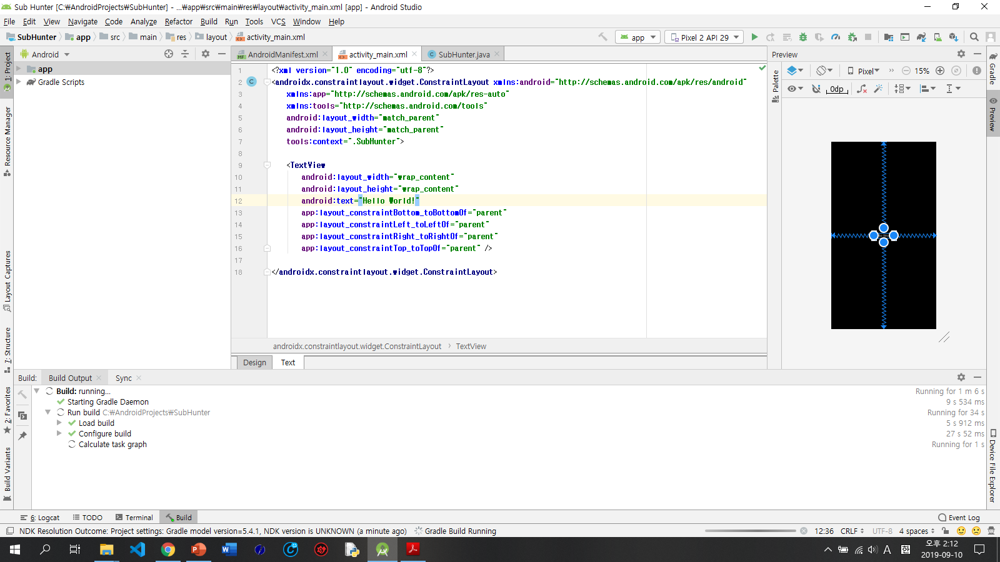 Sub Hunter [C:₩AndroidProjects₩SubHunter] - ...₩app₩src₩main₩res₩layout₩activity_main.xml [app] - Android Studio
File Edit View Navigate Code Analyze Refactor Build Run Tools VCS Window Help
SubHunter app src main res layout activity_main.xml
app Pixel 2 API 29
Android
AndroidManifest.xml activity_main.xml SubHunter.java
Preview
1: Project
Resource Manager
Layout Captures
7: Structure
2: Favorites
Build Variants
app
Gradle Scripts
1 <?xml version="1.0" encoding="utf-8"?>
2 <androidx.constraintlayout.widget.ConstraintLayout xmlns:android="http://schemas.android.com/apk/res/android"
3 xmlns:app="http://schemas.android.com/apk/res-auto"
4 xmlns:tools="http://schemas.android.com/tools"
5 android:layout_width="match_parent"
6 android:layout_height="match_parent"
7 tools:context=".SubHunter">
8
9 <TextView
10 android:layout_width="wrap_content"
11 android:layout_height="wrap_content"
12 android:text="Hello World!"
13 app:layout_constraintBottom_toBottomOf="parent"
14 app:layout_constraintLeft_toLeftOf="parent"
15 app:layout_constraintRight_toRightOf="parent"
16 app:layout_constraintTop_toTopOf="parent" />
17
18 </androidx.constraintlayout.widget.ConstraintLayout>
androidx.constraintlayout.widget.ConstraintLayout › TextView
Design Text
Palette
Pixel 15%
0dp
Gradle
Preview
Device File Explorer
Build: Build Output Sync
Build: running... Running for 1 m 6 s
Starting Gradle Daemon 9 s 534 ms
Run build C:₩AndroidProjects₩SubHunter Running for 34 s
Load build 5 s 912 ms
Configure build 27 s 52 ms
Calculate task graph Running for 1 s
6: Logcat TODO Terminal Build Event Log
NDK Resolution Outcome: Project settings: Gradle model version=5.4.1, NDK version is UNKNOWN (a minute ago) Gradle Build Running 12:36 CRLF UTF-8 4 spaces
A 한 오후 2:12
2019-09-10